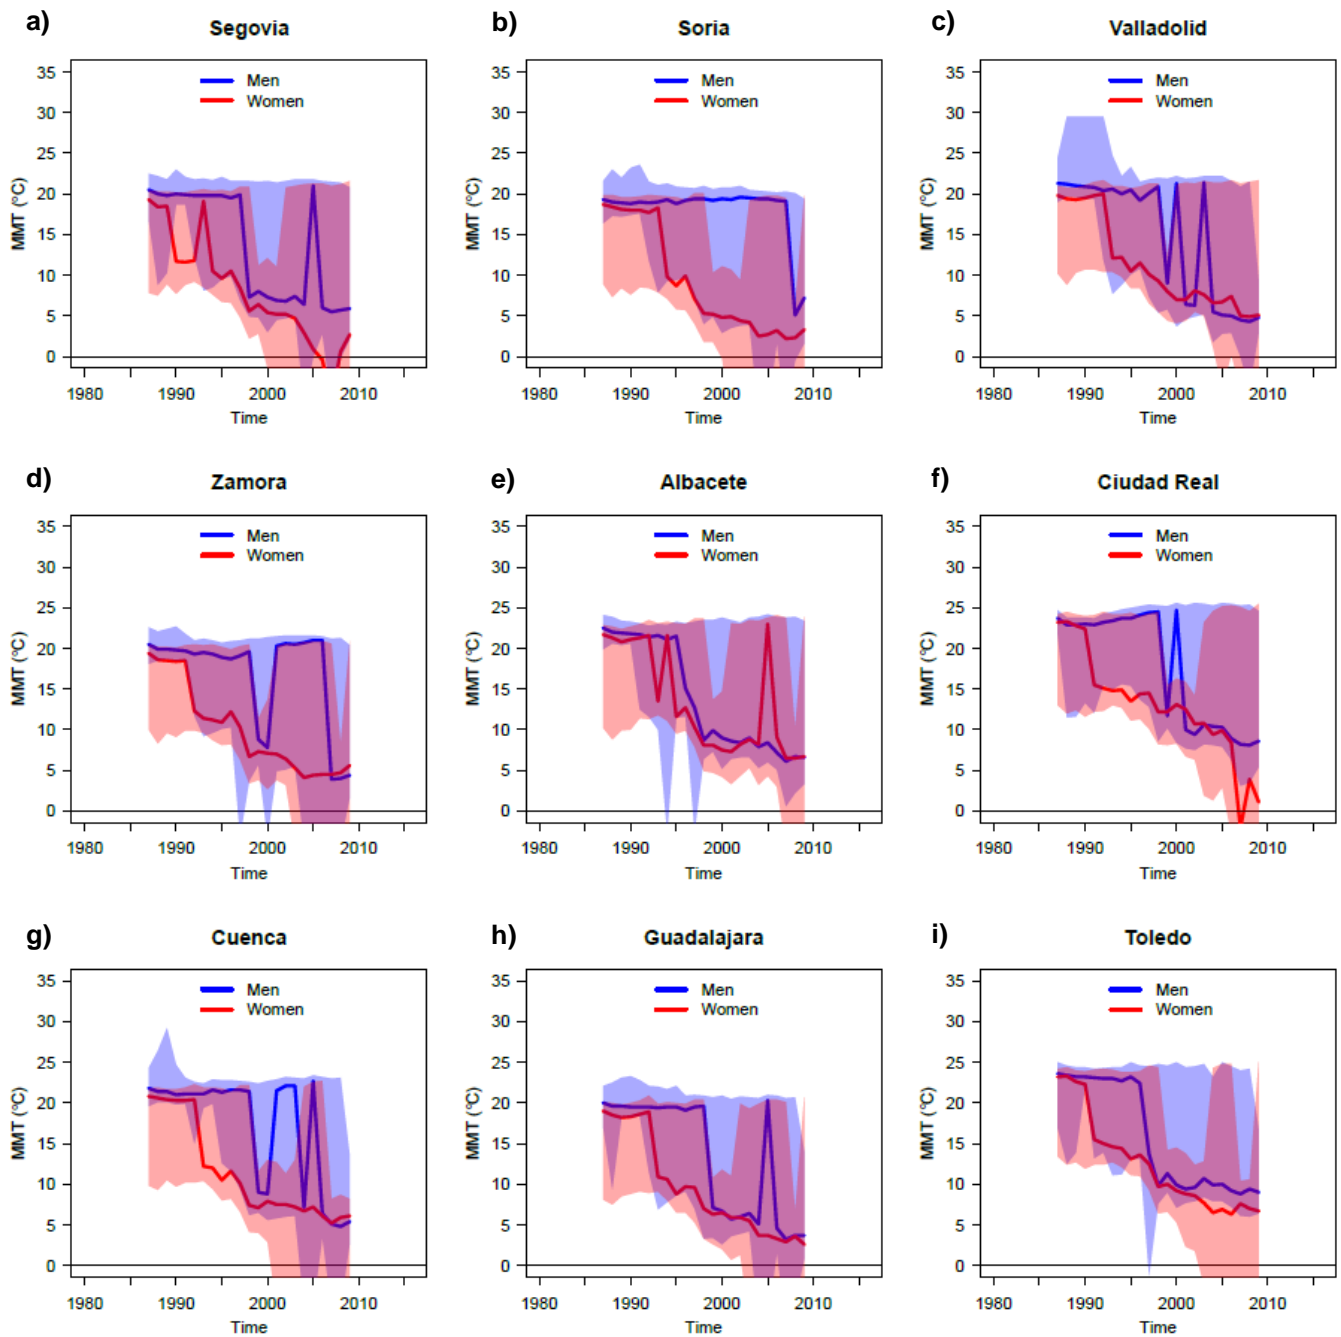 a) Segovia
Men
Women
35
30
25
20
15
10
5
0
MMT (°C)
1980 1990 2000 2010
Time
b) Soria
Men
Women
35
30
25
20
15
10
5
0
MMT (°C)
1980 1990 2000 2010
Time
c) Valladolid
Men
Women
35
30
25
20
15
10
5
0
MMT (°C)
1980 1990 2000 2010
Time
d) Zamora
Men
Women
35
30
25
20
15
10
5
0
MMT (°C)
1980 1990 2000 2010
Time
e) Albacete
Men
Women
35
30
25
20
15
10
5
0
MMT (°C)
1980 1990 2000 2010
Time
f) Ciudad Real
Men
Women
35
30
25
20
15
10
5
0
MMT (°C)
1980 1990 2000 2010
Time
g) Cuenca
Men
Women
35
30
25
20
15
10
5
0
MMT (°C)
1980 1990 2000 2010
Time
h) Guadalajara
Men
Women
35
30
25
20
15
10
5
0
MMT (°C)
1980 1990 2000 2010
Time
i) Toledo
Men
Women
35
30
25
20
15
10
5
0
MMT (°C)
1980 1990 2000 2010
Time